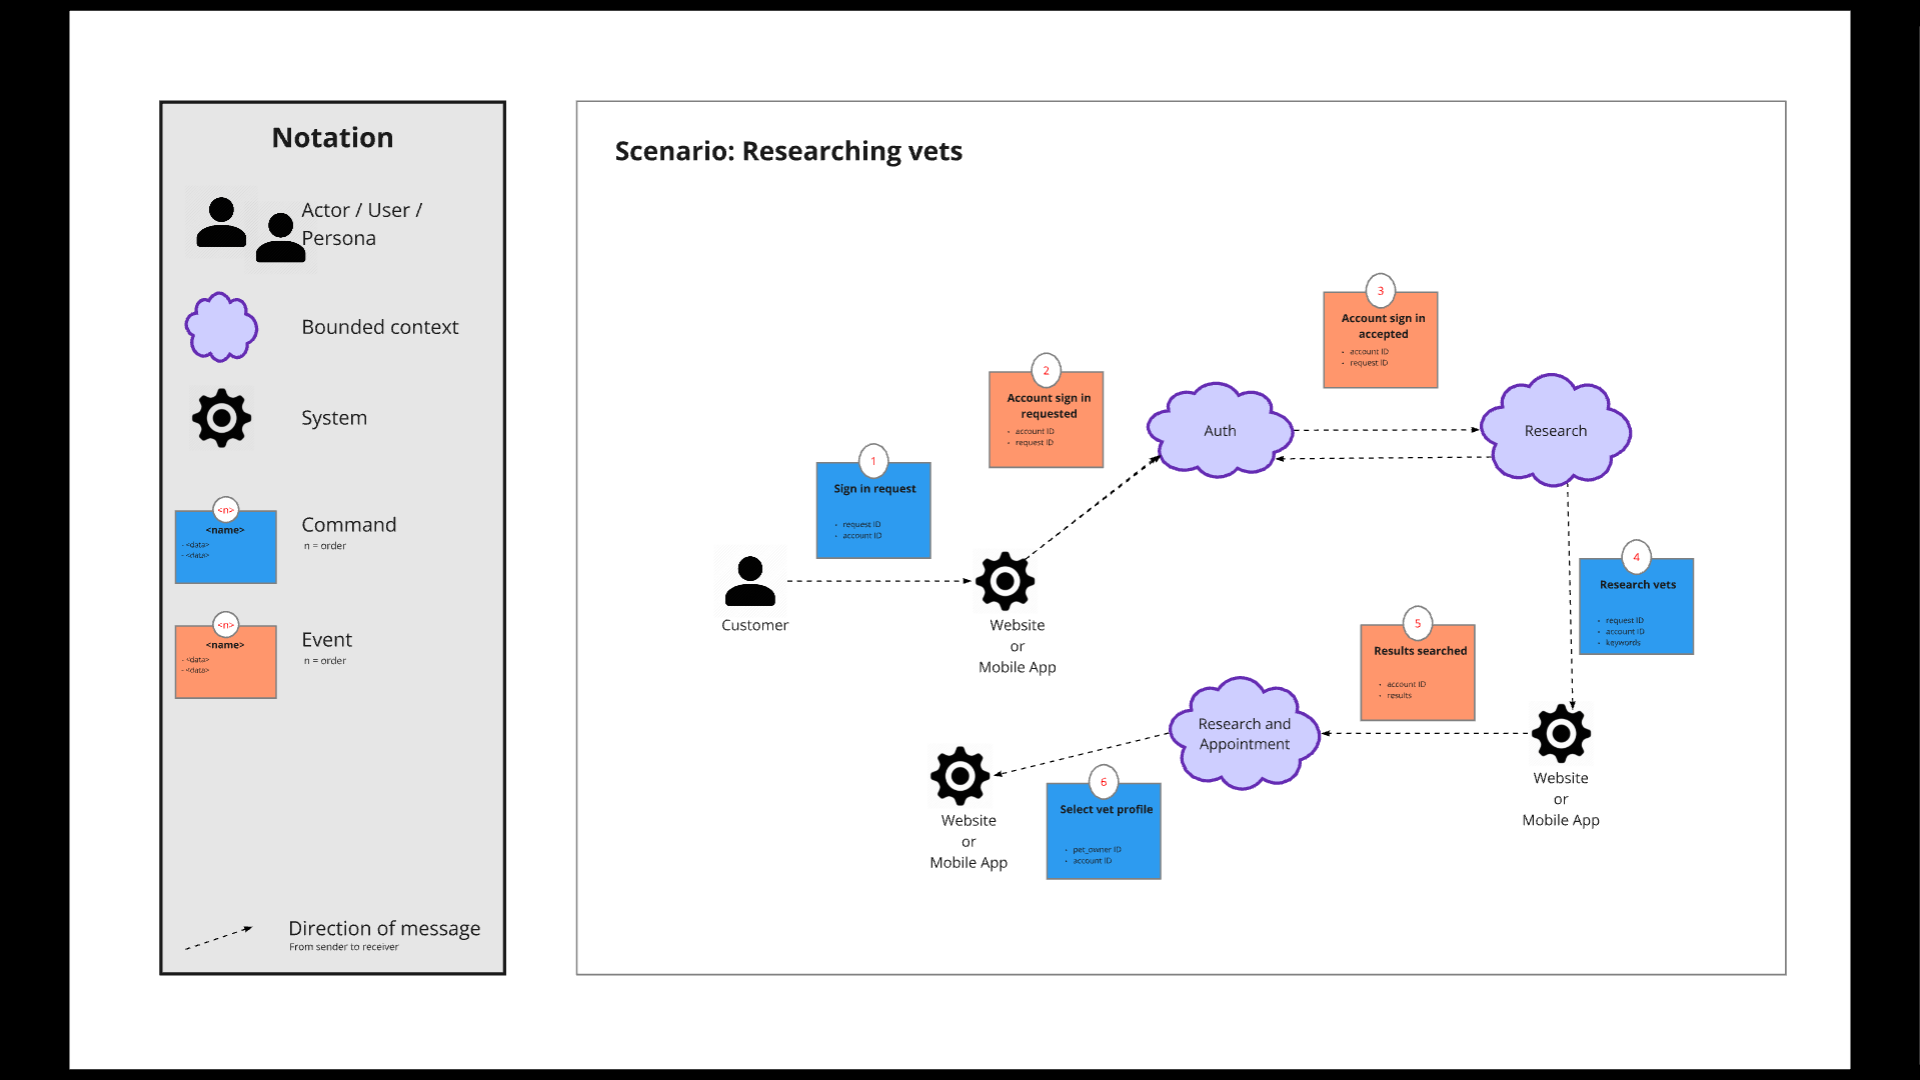 Notation
Actor / User /
Persona
Bounded context
System
<n>
<name>
- <data>
- <data>
Command
n = order
<n>
<name>
- <data>
- <data>
Event
n = order
Direction of message
From sender to receiver
Scenario: Researching vets
1
Sign in request
- request ID
- account ID
Customer
Website
or
Mobile App
2
Account sign in
requested
- account ID
- request ID
Auth
3
Account sign in
accepted
- account ID
- request ID
Research
4
Research vets
- request ID
- account ID
- keywords
Website
or
Mobile App
5
Results searched
- account ID
- results
Research and
Appointment
6
Select vet profile
- pet_owner ID
- account ID
Website
or
Mobile App